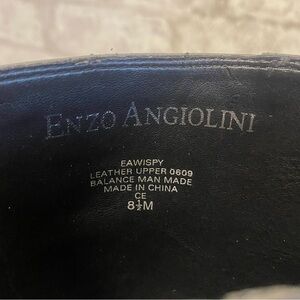 ENZO ANGIOLINI
EAWISPY
LEATHER UPPER 0609
BALANCE MAN MADE
MADE IN CHINA
CE
8½M